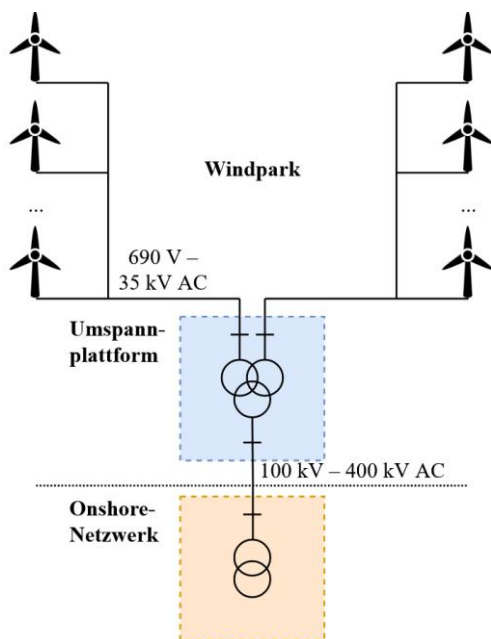 Windpark
...
...
690 V –
35 kV AC
Umspann-
plattform
100 kV – 400 kV AC
Onshore-
Netzwerk